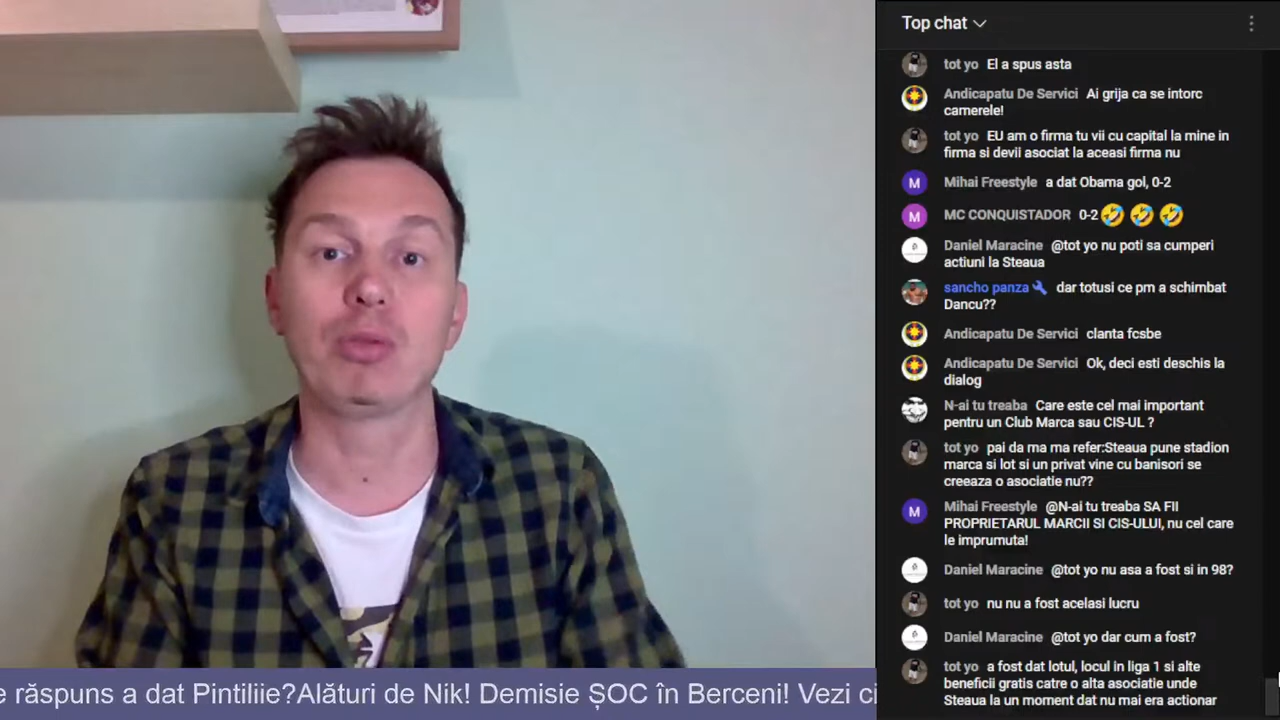 Top chat
tot yo El a spus asta
Andicapatu De Servici Ai grija ca se intorc
camerele!
tot yo EU am o firma tu vii cu capital la mine in
firma si devii asociat la aceasi firma nu
M Mihai Freestyle a dat Obama gol, 0-2
M MC CONQUISTADOR 0-2🤣🤣🤣
Daniel Maracine @tot yo nu poti sa cumperi
actiuni la Steaua
sancho panza dar totusi ce pm a schimbat
Dancu??
Andicapatu De Servici clanta fcsbe
Andicapatu De Servici Ok, deci esti deschis la
dialog
N-ai tu treaba Care este cel mai important
pentru un Club Marca sau CIS-UL ?
tot yo pai da ma ma refer:Steaua pune stadion
marca si lot si un privat vine cu banisori se
creeaza o asociatie nu??
M Mihai Freestyle @N-ai tu treaba SA FII
PROPRIETARUL MARCII SI CIS-ULUI, nu cel care
le imprumuta!
Daniel Maracine @tot yo nu asa a fost si in 98?
tot yo nu nu a fost acelasi lucru
Daniel Maracine @tot yo dar cum a fost?
tot yo a fost dat lotul, locul in liga 1 si alte
beneficii gratis catre o alta asociatie unde
Steaua la un moment dat nu mai era actionar
e răspuns a dat Pintiliie?Alături de Nik! Demisie ȘOC în Berceni! Vezi ci